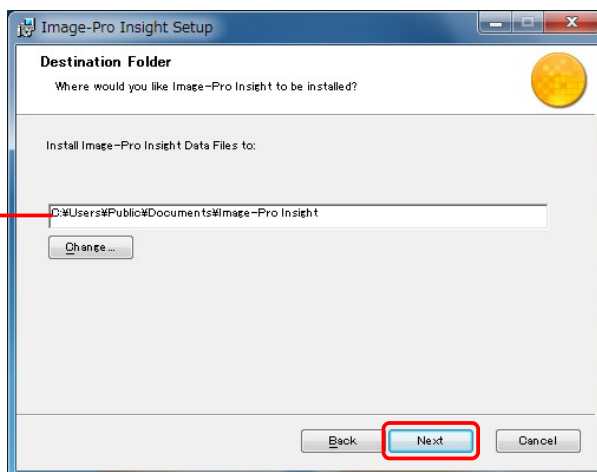 Image-Pro Insight Setup
Destination Folder
Where would you like Image-Pro Insight to be installed?
Install Image-Pro Insight Data Files to:
C:¥Users¥Public¥Documents¥Image-Pro Insight
Change...
Back Next Cancel